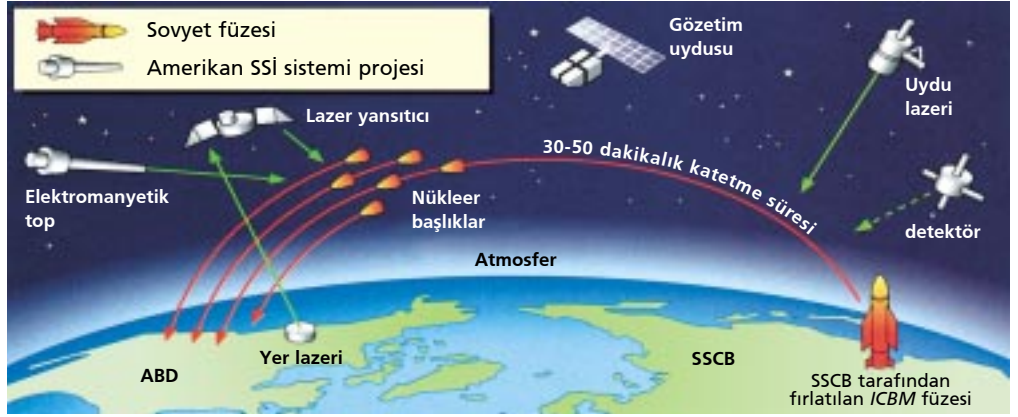 Sovyet füzesi
Amerikan SSİ sistemi projesi
Gözetim
uydusu
Uydu
lazeri
Lazer yansıtıcı
30-50 dakikalık katetme süresi
Elektromanyetik
top
Nükleer
başlıklar
detektör
Atmosfer
Yer lazeri
ABD
SSCB
SSCB tarafından
fırlatılan ICBM füzesi